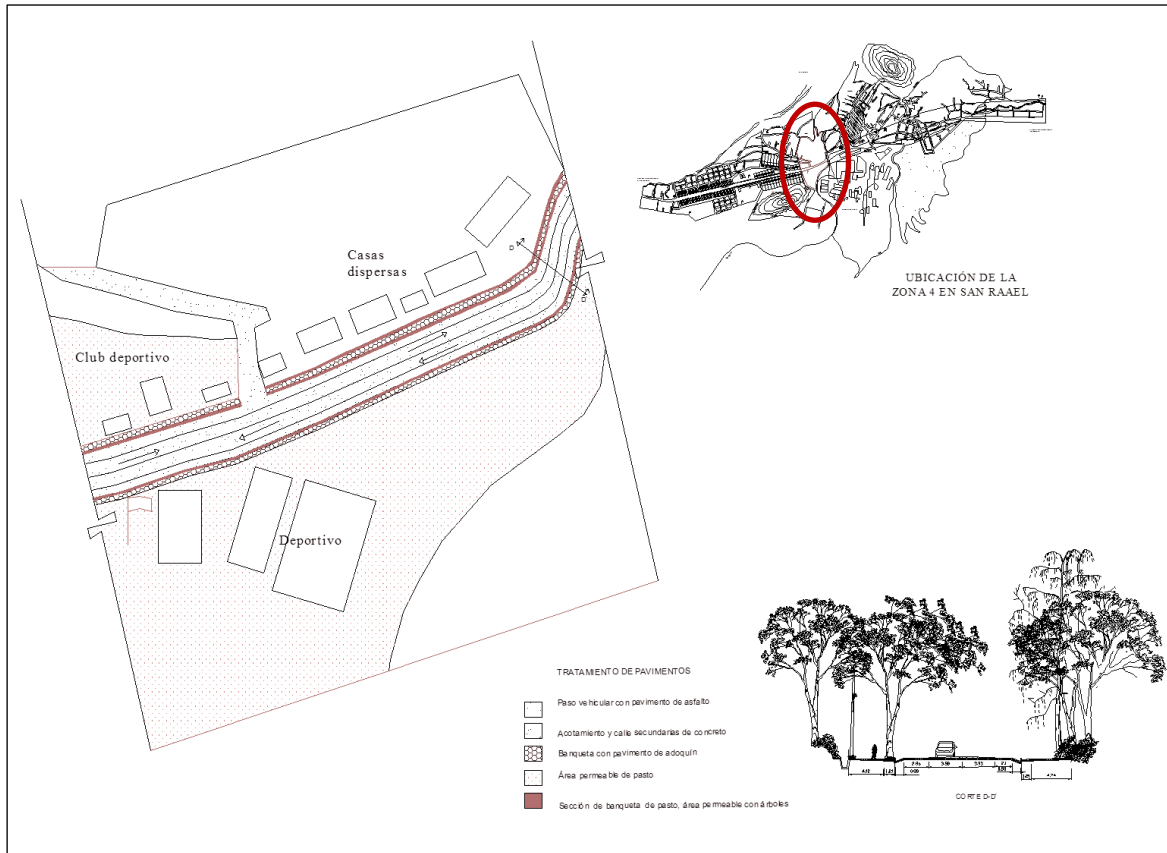 UBICACIÓN DE LA
ZONA 4 EN SAN RAAEL
Casas
dispersas
D
D'
Club deportivo
Deportivo
TRATAMIENTO DE PAVIMENTOS
Paso vehicular con pavimento de asfalto
Acotamiento y calle secundarias de concreto
Banqueta con pavimento de adoquín
Área permeable de pasto
Sección de banqueta de pasto, área permeable con árboles
CORTE D-D'